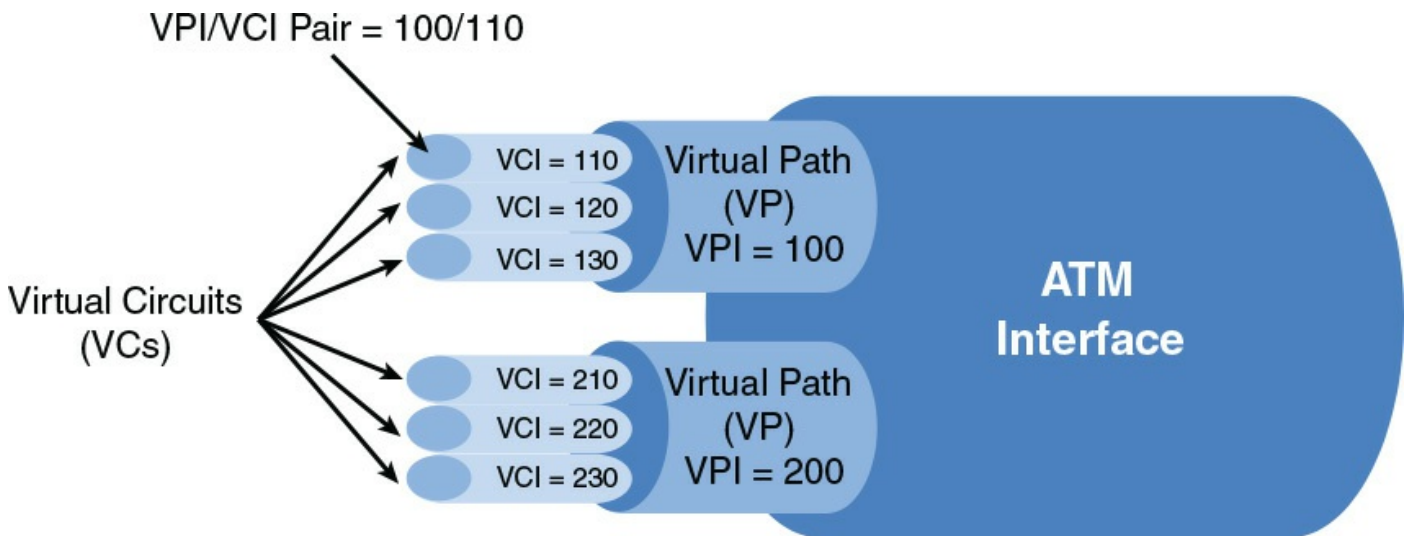 VPI/VCI Pair = 100/110
VCI = 110
VCI = 120
VCI = 130
Virtual Path
(VP)
VPI = 100
Virtual Circuits
(VCs)
ATM
Interface
VCI = 210
VCI = 220
VCI = 230
Virtual Path
(VP)
VPI = 200